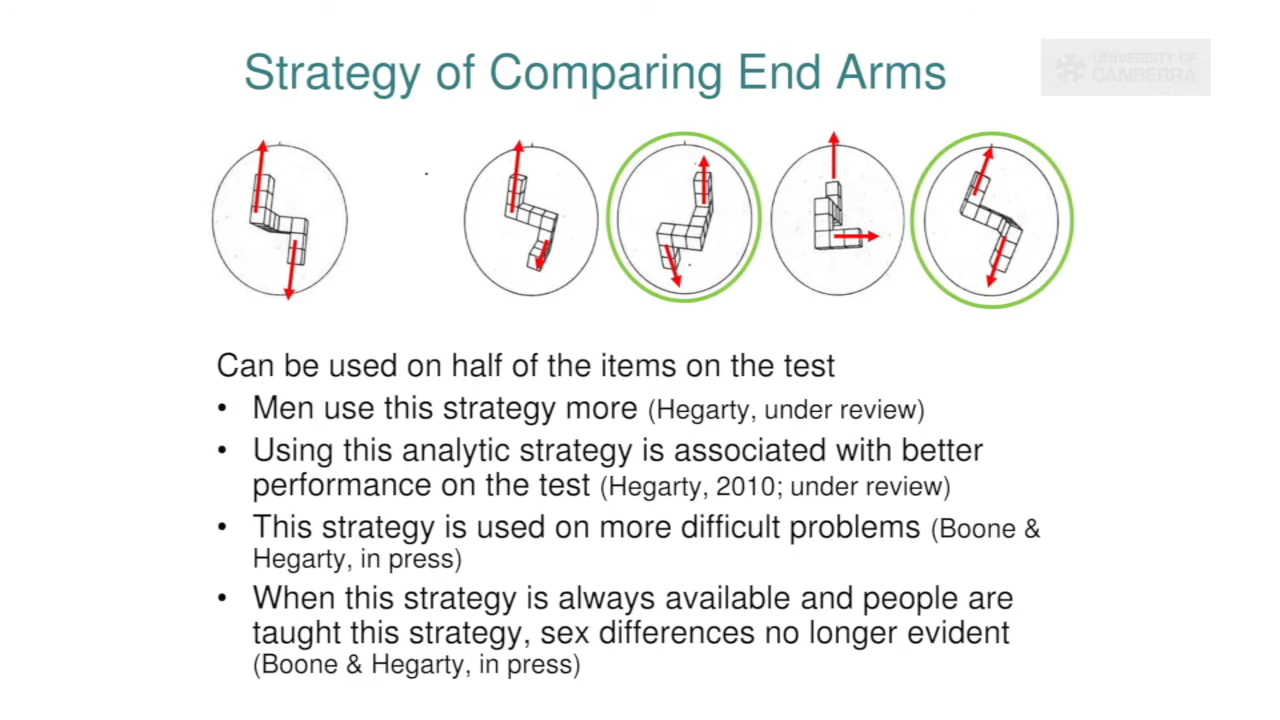 Strategy of Comparing End Arms
UNIVERSITY OF
CANBERRA
Can be used on half of the items on the test
• Men use this strategy more (Hegarty, under review)
• Using this analytic strategy is associated with better
performance on the test (Hegarty, 2010; under review)
• This strategy is used on more difficult problems (Boone &
Hegarty, in press)
• When this strategy is always available and people are
taught this strategy, sex differences no longer evident
(Boone & Hegarty, in press)